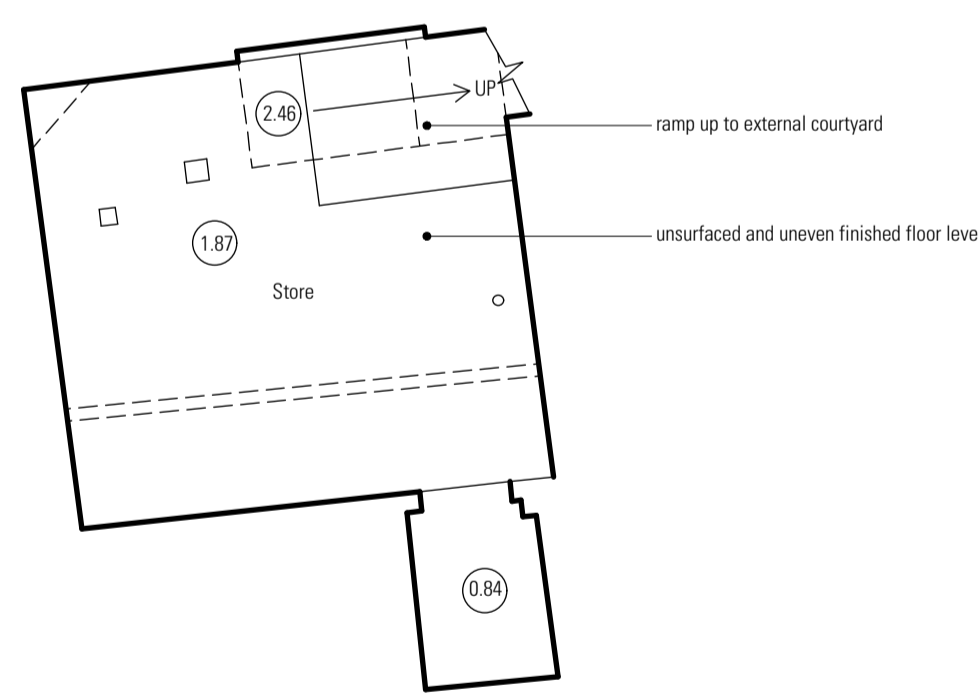 UP
2.46
ramp up to external courtyard
1.87
unsurfaced and uneven finished floor leve
Store
0.84